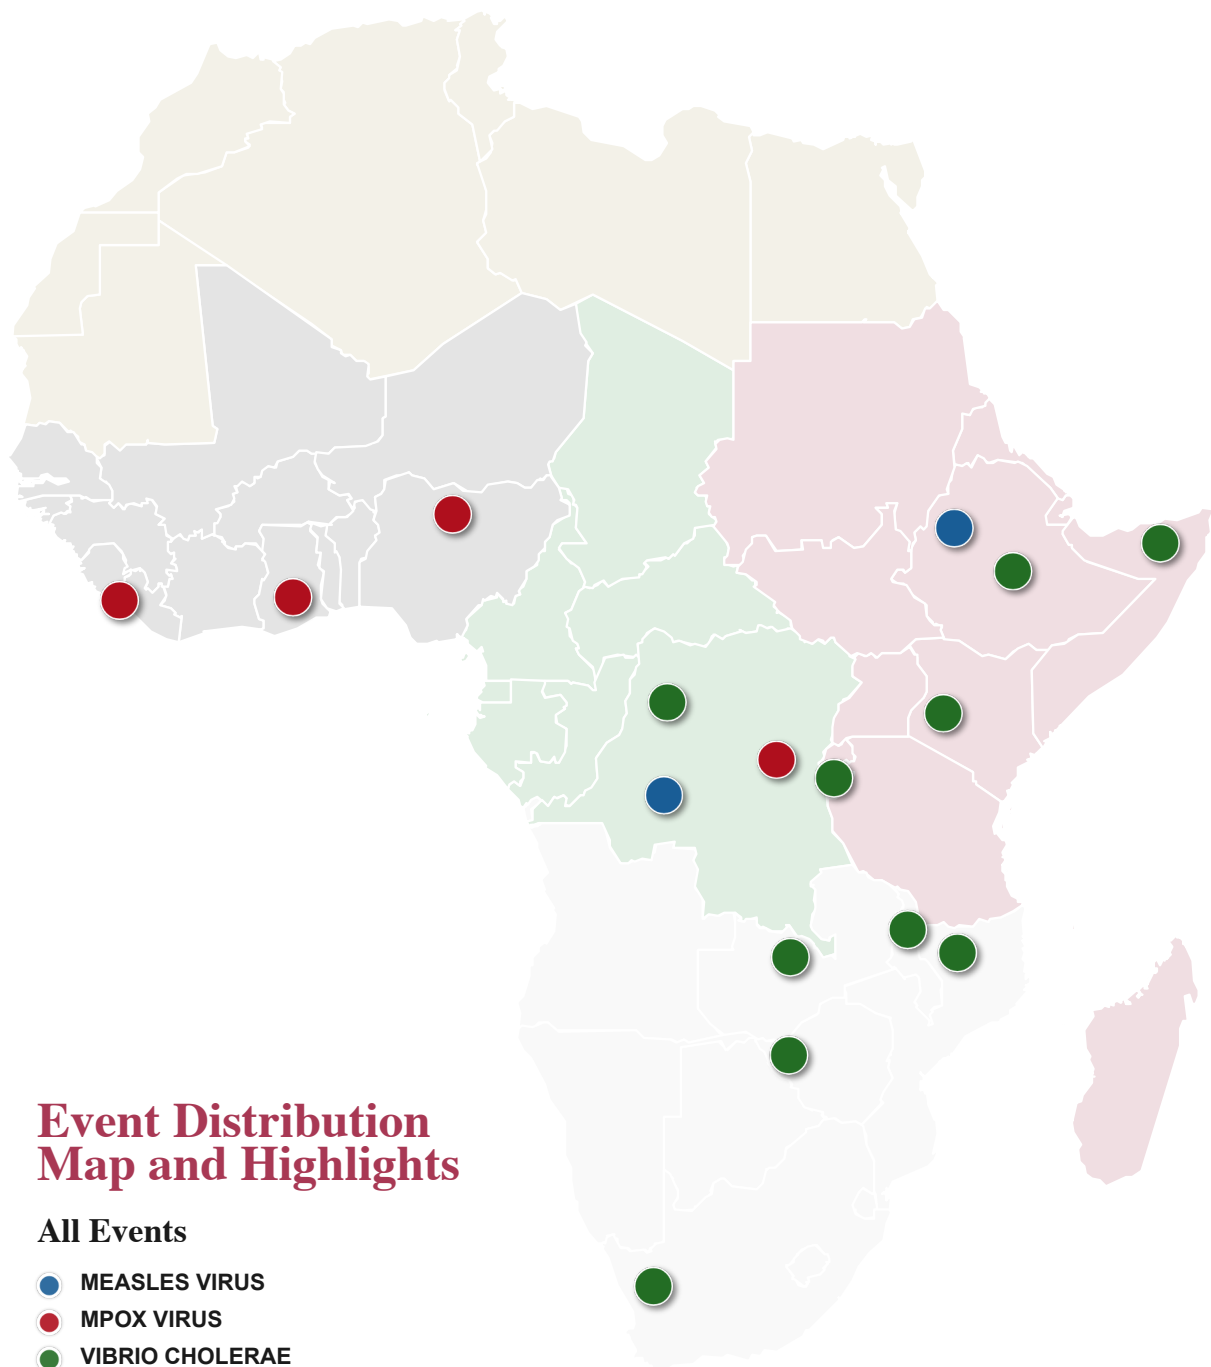 Event Distribution
Map and Highlights
All Events
MEASLES VIRUS
MPOX VIRUS
VIBRIO CHOLERAE